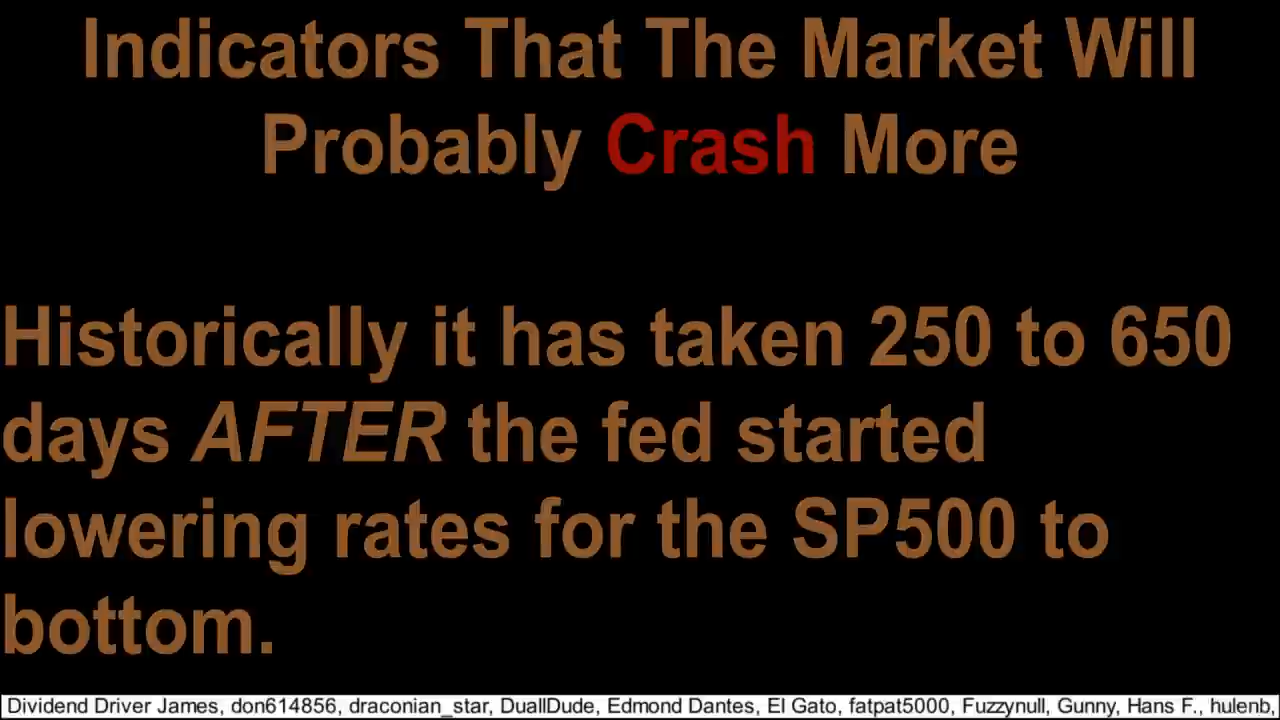 Indicators That The Market Will
Probably Crash More
Historically it has taken 250 to 650
days AFTER the fed started
lowering rates for the SP500 to
bottom.
Dividend Driver James, don614856, draconian_star, DuallDude, Edmond Dantes, El Gato, fatpat5000, Fuzzynull, Gunny, Hans F., hulenb,